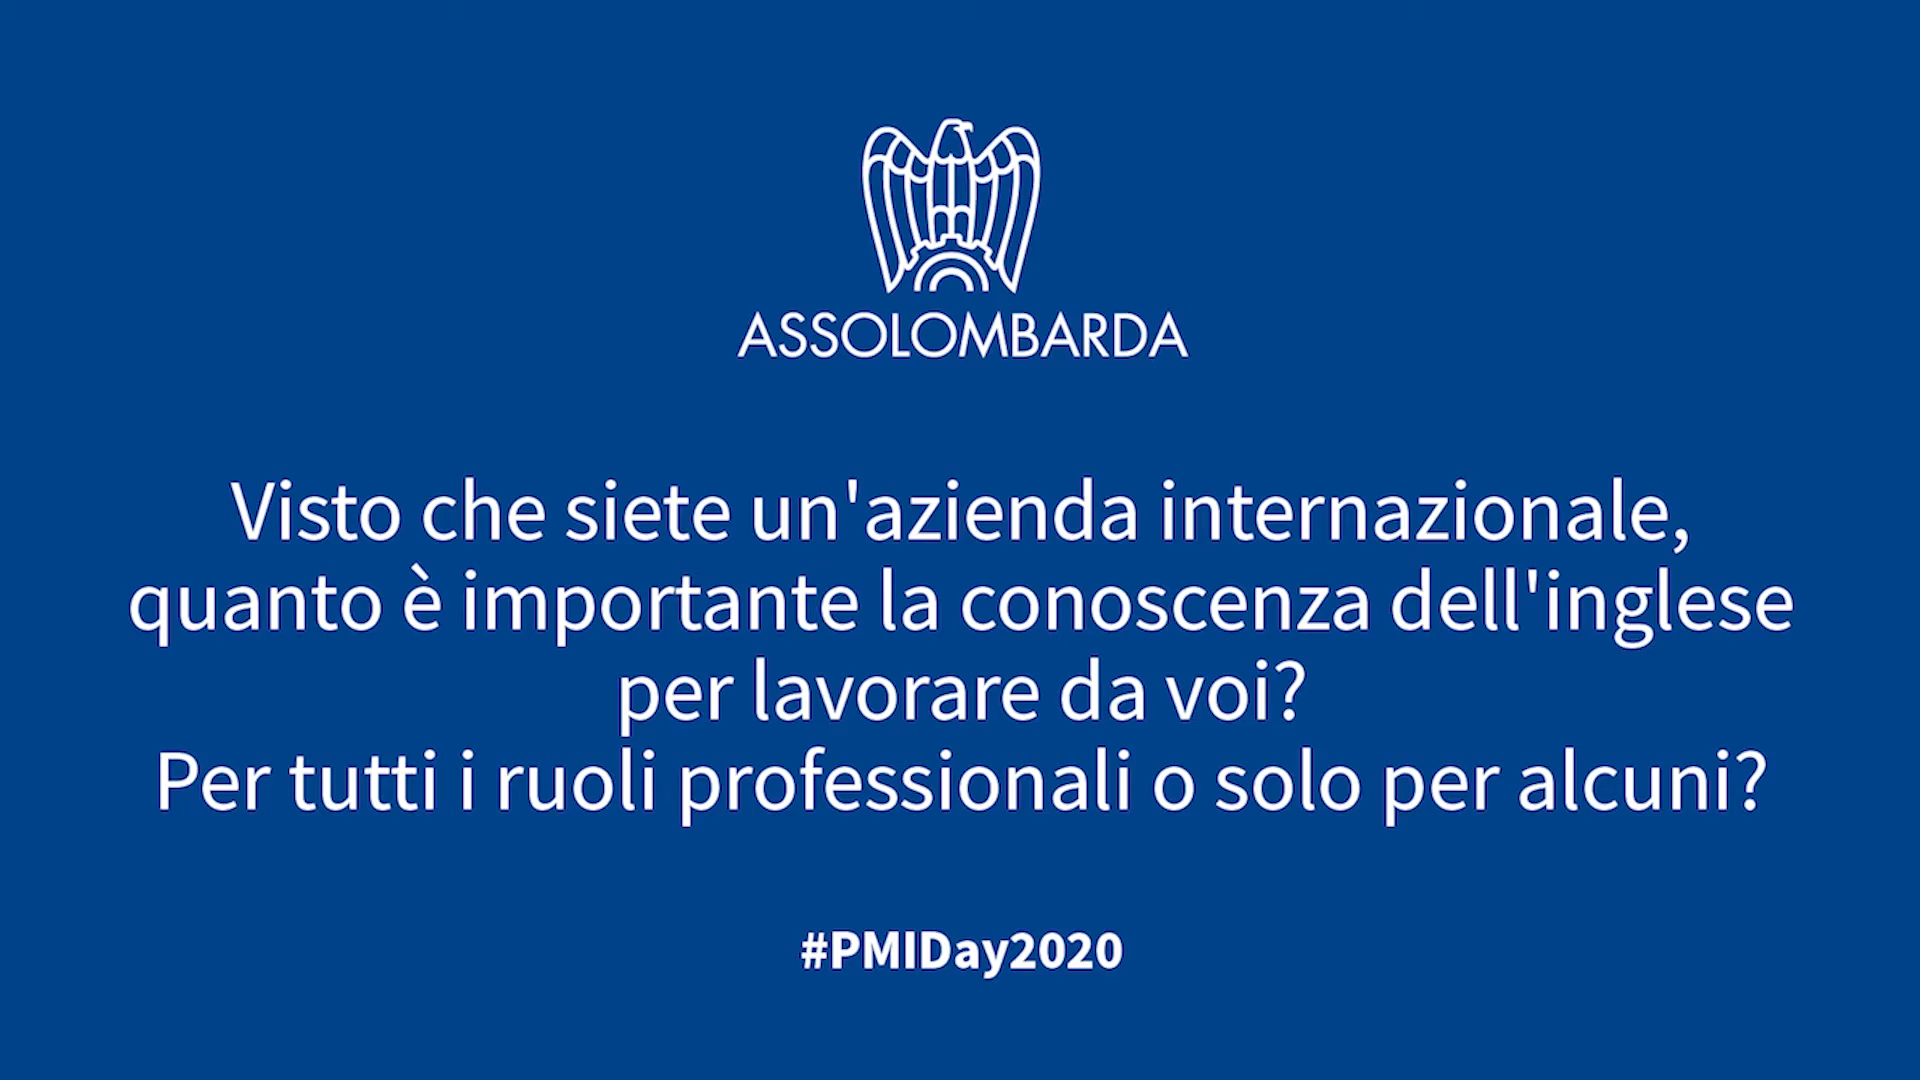 ASSOLOMBARDA
Visto che siete un'azienda internazionale,
quanto è importante la conoscenza dell'inglese
per lavorare da voi?
Per tutti i ruoli professionali o solo per alcuni?
#PMIDay2020